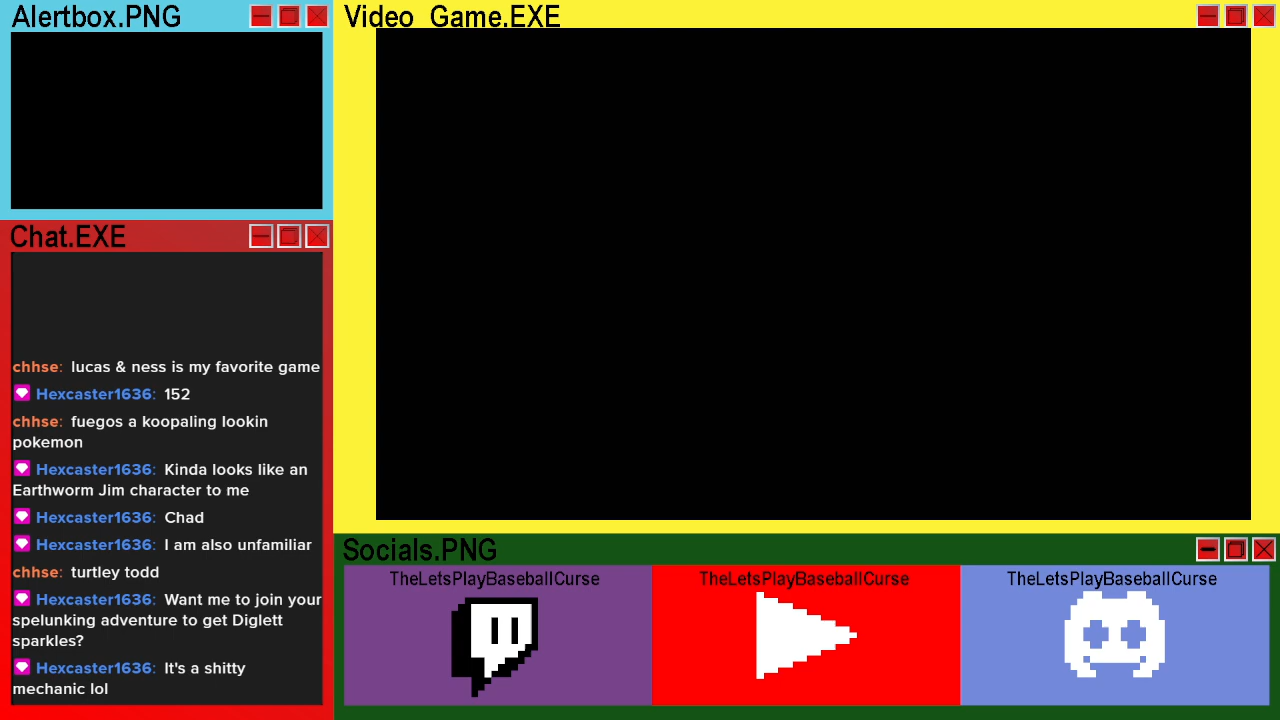 Alertbox.PNG
Video Game.EXE
Chat.EXE
chhse: lucas & ness is my favorite game
Hexcaster1636: 152
chhse: fuegos a koopaling lookin
pokemon
Hexcaster1636: Kinda looks like an
Earthworm Jim character to me
Hexcaster1636: Chad
Hexcaster1636: I am also unfamiliar
chhse: turtley todd
Hexcaster1636: Want me to join your
spelunking adventure to get Diglett
sparkles?
Hexcaster1636: It's a shitty
mechanic lol
Socials.PNG
TheLetsPlayBaseballCurse
TheLetsPlayBaseballCurse
TheLetsPlayBaseballCurse